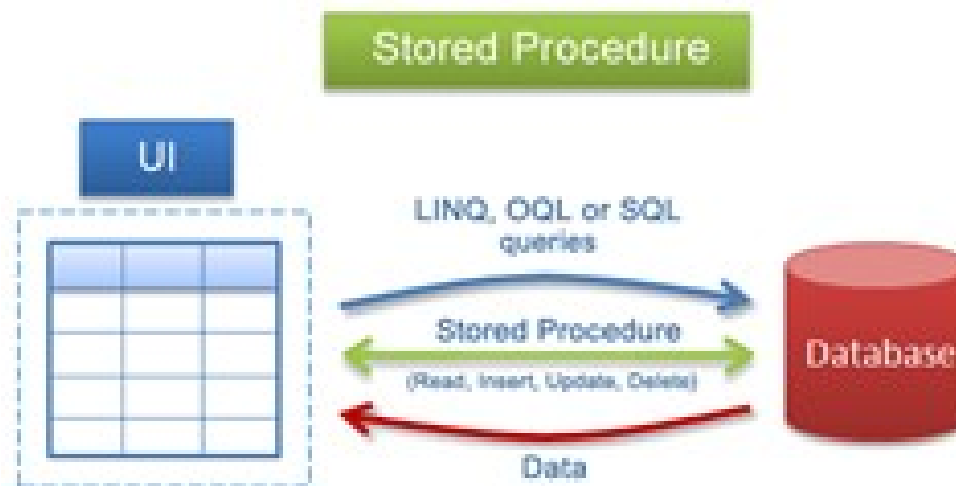 Stored Procedure
UI
LINQ, OQL or SQL
queries
Stored Procedure
(Read, Insert, Update, Delete)
Database
Data